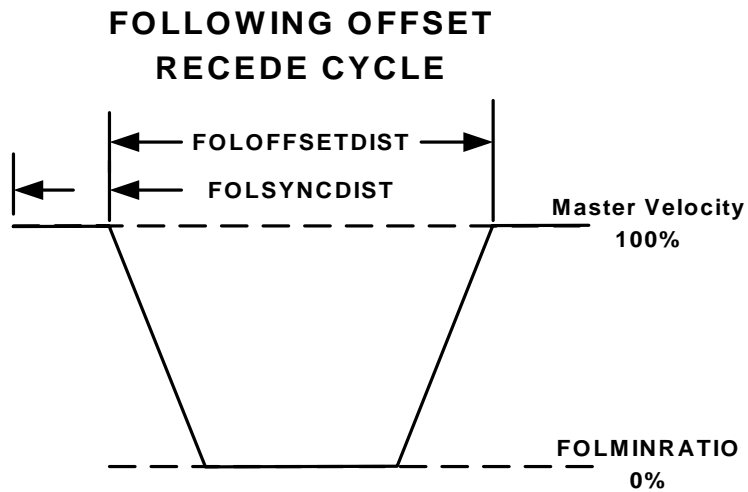 FOLLOWING OFFSET
RECEDE CYCLE
FOLOFFSETDIST
FOLSYNCDIST
Master Velocity
100%
FOLMINRATIO
0%